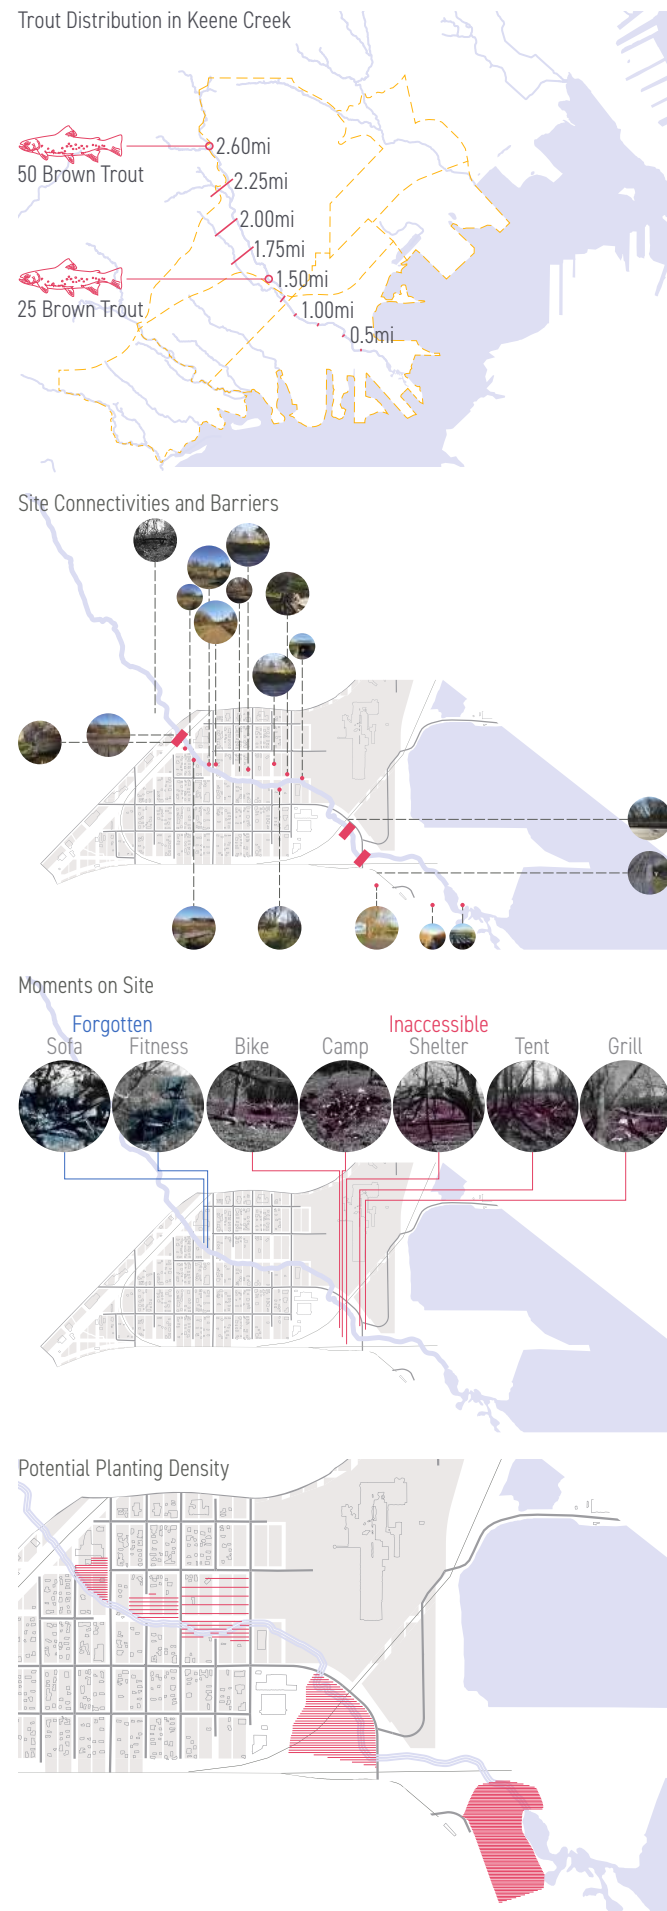 Trout Distribution in Keene Creek
2.60mi
50 Brown Trout
2.25mi
2.00mi
1.75mi
1.50mi
25 Brown Trout
1.00mi
0.5mi
Site Connectivities and Barriers
Moments on Site
Forgotten
Inaccessible
Sofa
Fitness
Bike
Camp
Shelter
Tent
Grill
Potential Planting Density